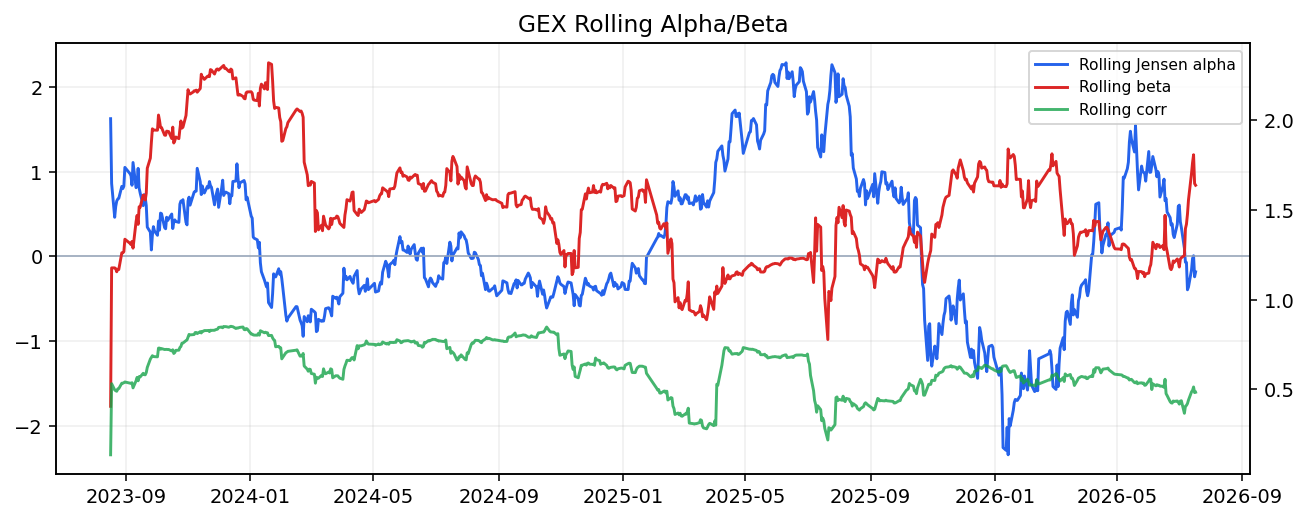 GEX Rolling Alpha/Beta
Rolling Jensen alpha
Rolling beta
Rolling corr
2
1
0
−1
−2
2.0
1.5
1.0
0.5
2023-09 2024-01 2024-05 2024-09 2025-01 2025-05 2025-09 2026-01 2026-05 2026-09